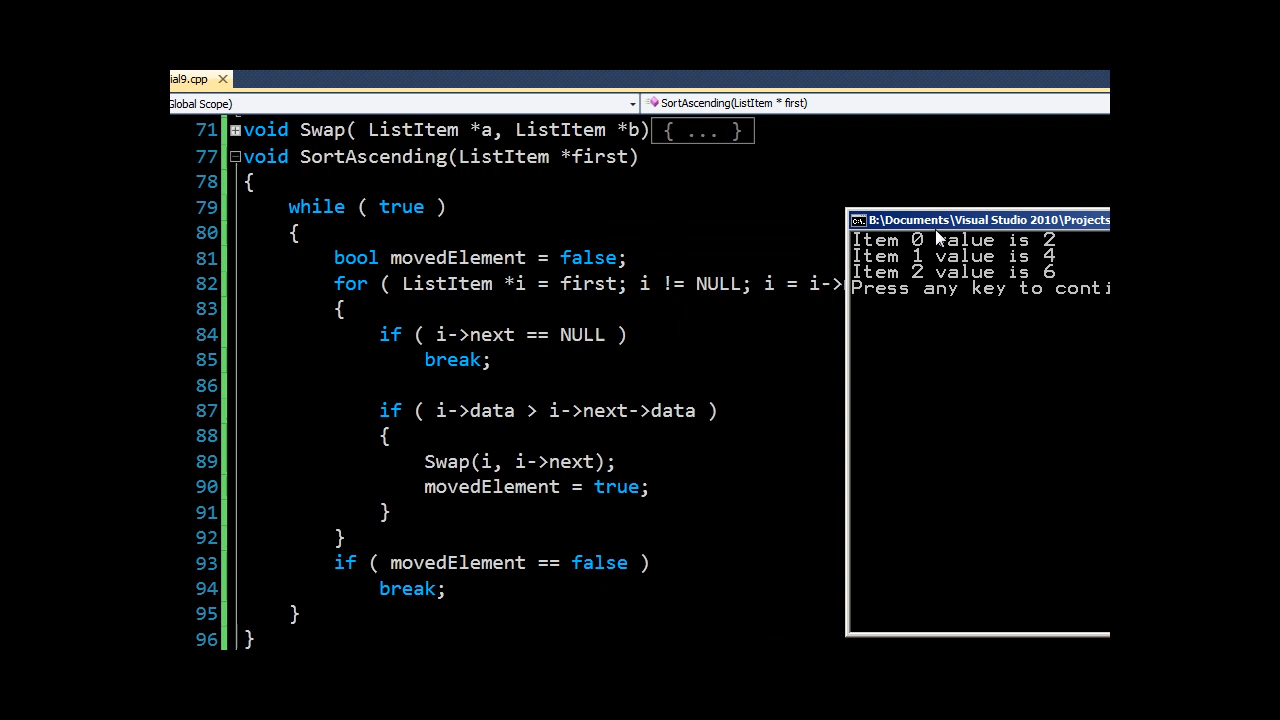 ial9.cpp
Global Scope)
SortAscending(ListItem * first)
71 void Swap( ListItem *a, ListItem *b) { ... }
77 void SortAscending(ListItem *first)
78 {
79 while ( true )
80 {
81 bool movedElement = false;
82 for ( ListItem *i = first; i != NULL; i = i->
83 {
84 if ( i->next == NULL )
85 break;
86
87 if ( i->data > i->next->data )
88 {
89 Swap(i, i->next);
90 movedElement = true;
91 }
92 }
93 if ( movedElement == false )
94 break;
95 }
96 }
B:\Documents\Visual Studio 2010\Projects
Item 0 value is 2
Item 1 value is 4
Item 2 value is 6
Press any key to conti